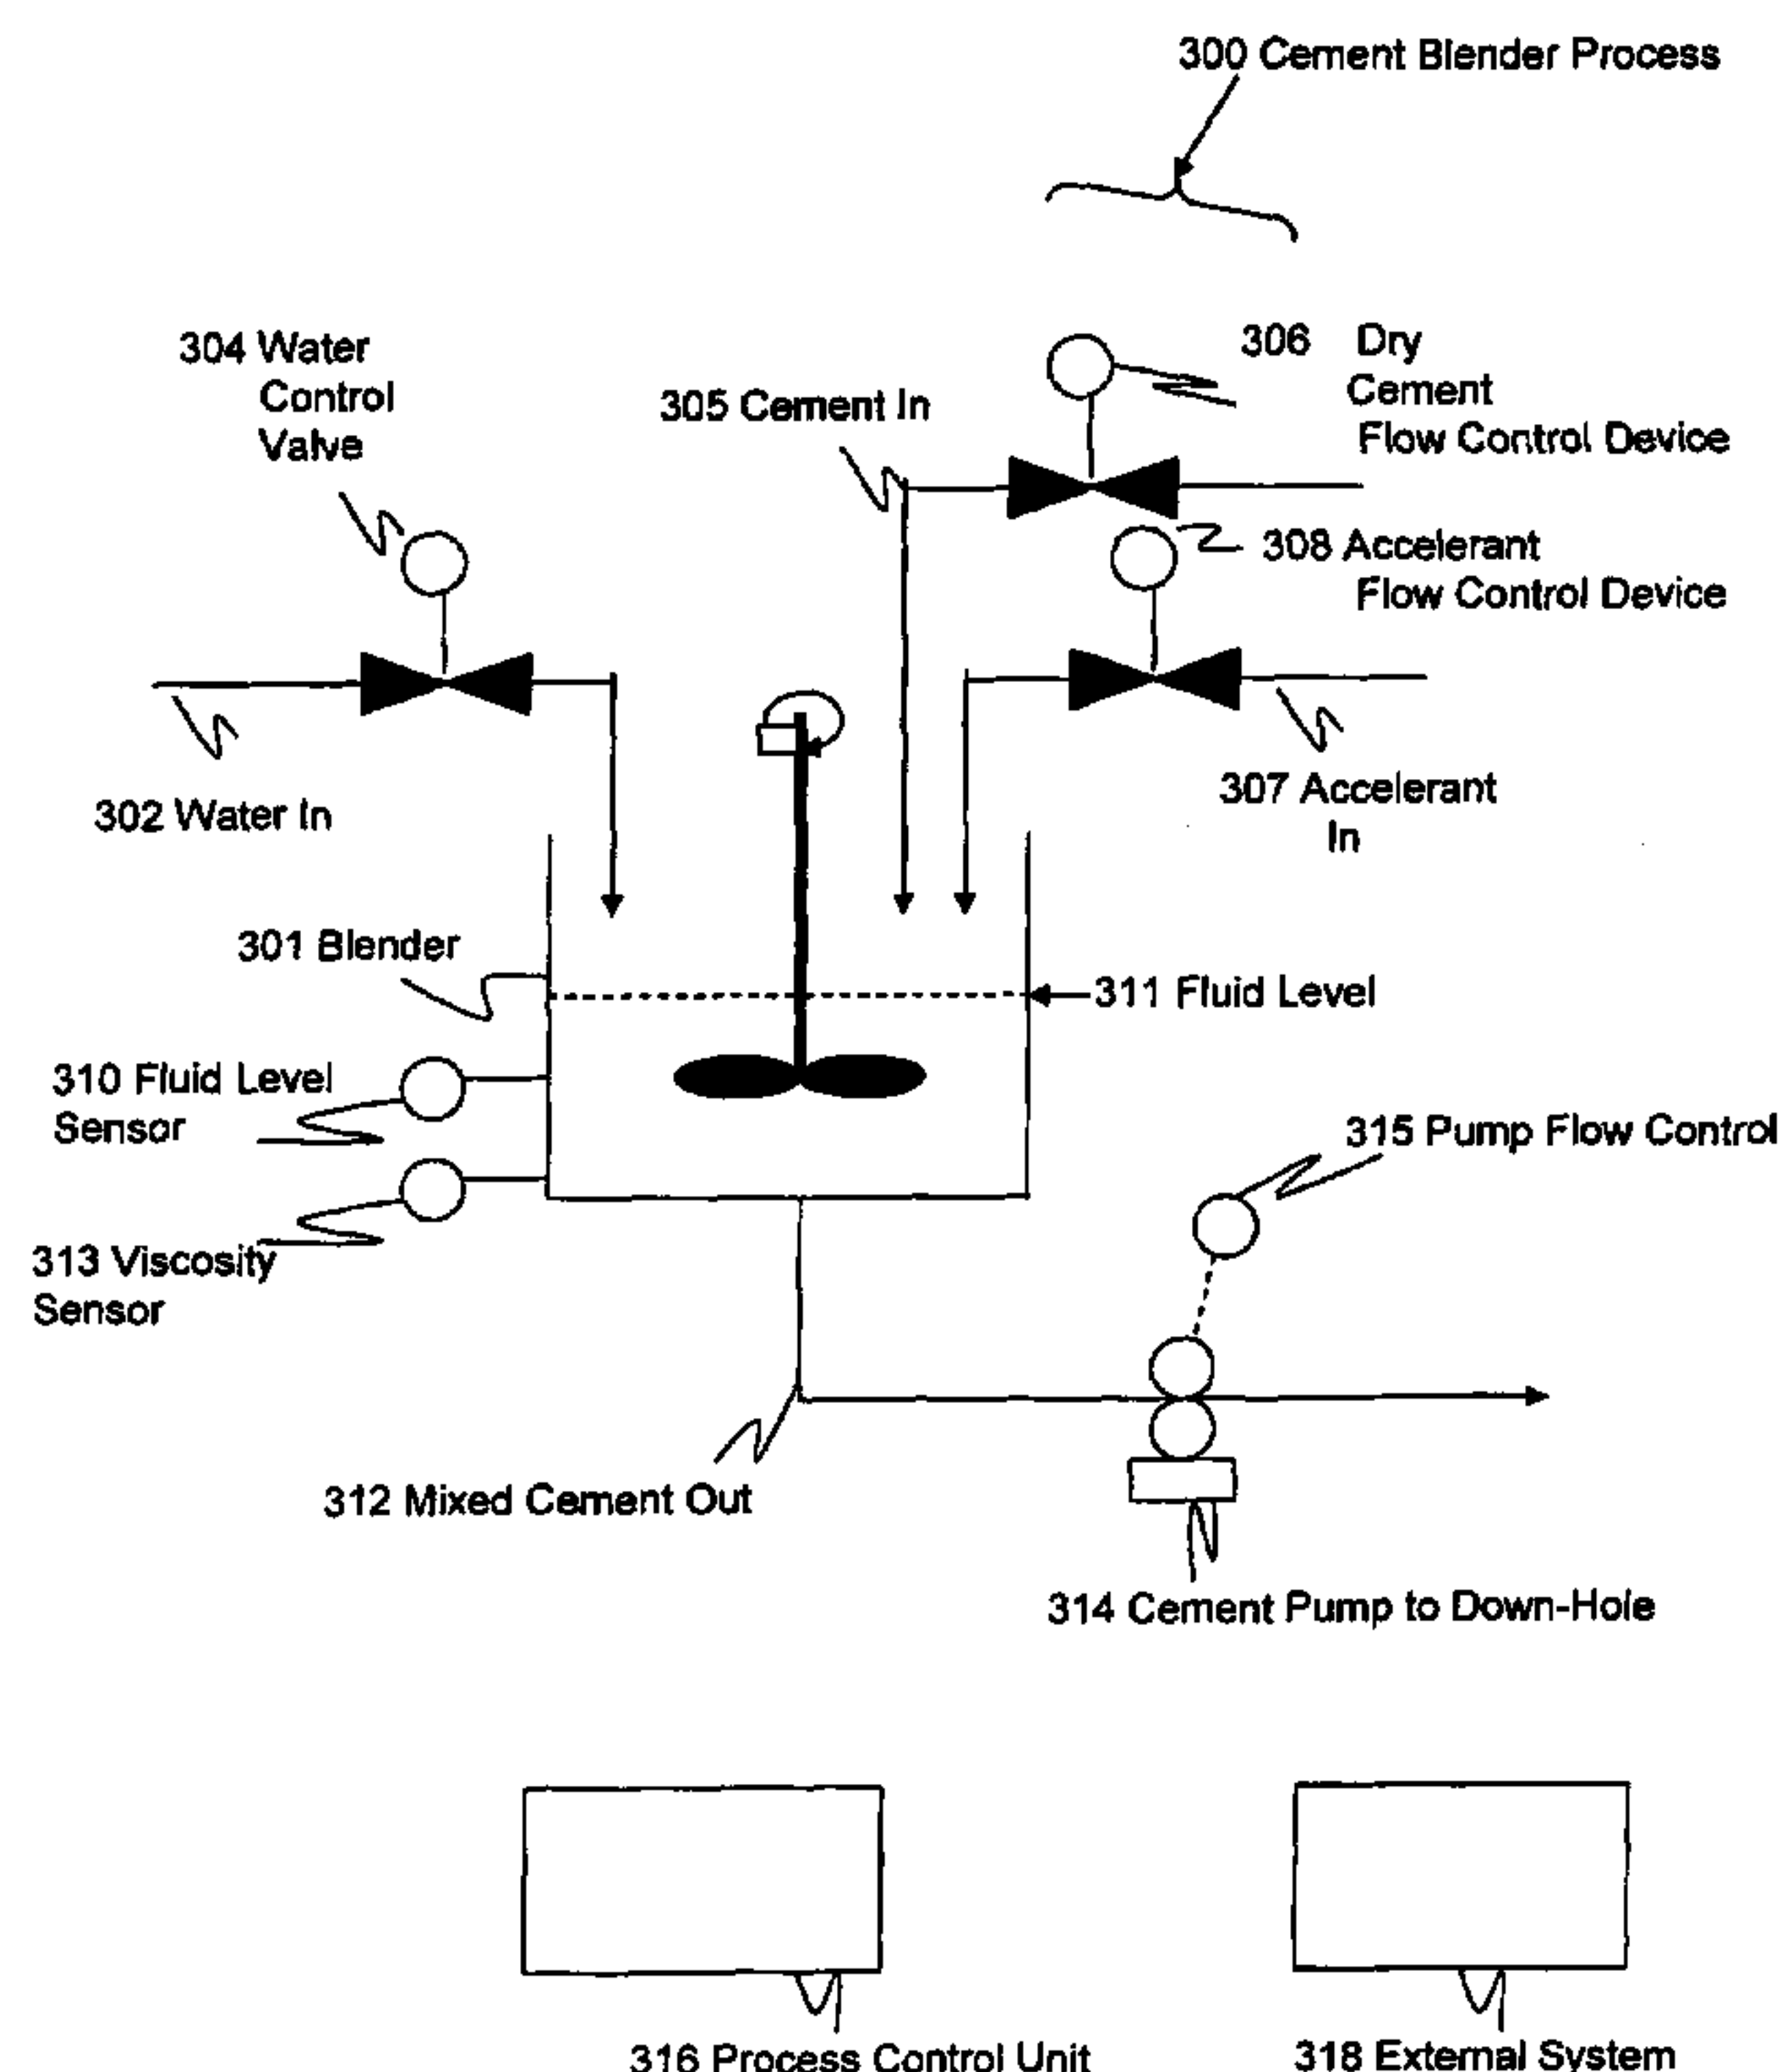 300 Cement Blender Process
304 Water
Control
Valve
305 Cement In
306 Dry
Cement
Flow Control Device
308 Accelerant
Flow Control Device
302 Water In
307 Accelerant
In
301 Blender
311 Fluid Level
310 Fluid Level
Sensor
315 Pump Flow Control
313 Viscosity
Sensor
312 Mixed Cement Out
314 Cement Pump to Down-Hole
316 Process Control Unit
318 External System